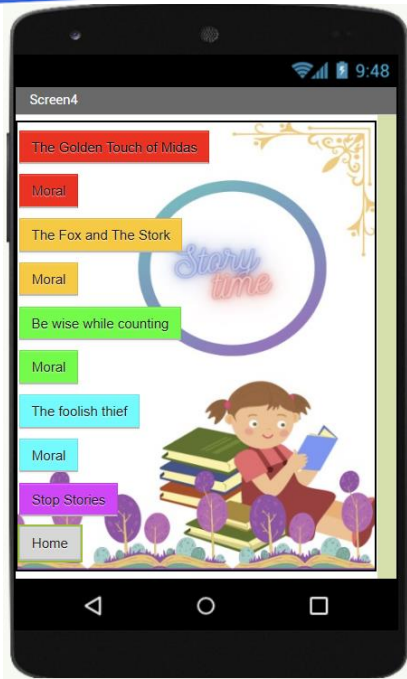 9:48
Screen4
The Golden Touch of Midas
Moral
The Fox and The Stork
Moral
Story
time
Be wise while counting
Moral
The foolish thief
Moral
Stop Stories
Home